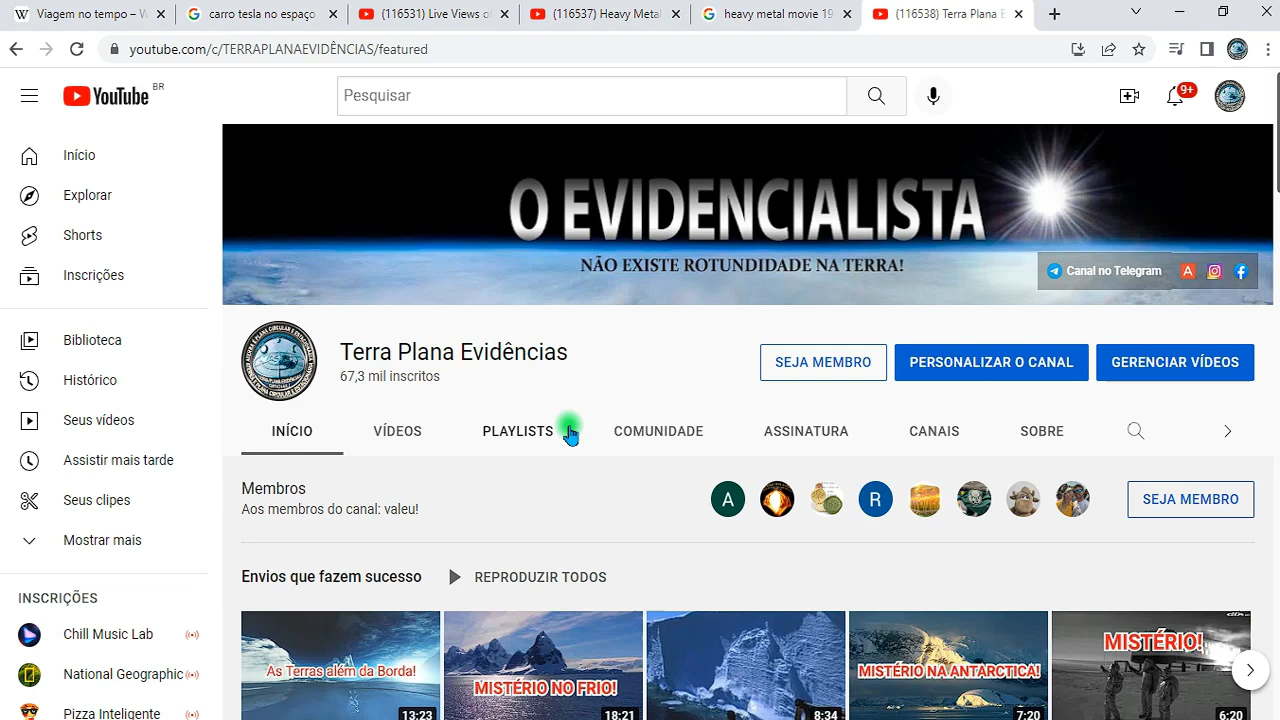 Viagem no tempo – W
carro tesla no espaço
(116531) Live Views of
(116537) Heavy Metal
heavy metal movie 19
(116538) Terra Plana E
youtube.com/c/TERRAPLANAEVIDÊNCIAS/featured
YouTube BR
Pesquisar
9+
Início
Explorar
Shorts
Inscrições
Biblioteca
Histórico
Seus vídeos
Assistir mais tarde
Seus clipes
Mostrar mais
INSCRIÇÕES
Chill Music Lab
National Geographic
Pizza Inteligente
O EVIDENCIALISTA
NÃO EXISTE ROTUNDIDADE NA TERRA!
Canal no Telegram
Terra Plana Evidências
67,3 mil inscritos
SEJA MEMBRO
PERSONALIZAR O CANAL
GERENCIAR VÍDEOS
INÍCIO
VÍDEOS
PLAYLISTS
COMUNIDADE
ASSINATURA
CANAIS
SOBRE
Membros
Aos membros do canal: valeu!
A
R
SEJA MEMBRO
Envios que fazem sucesso
REPRODUZIR TODOS
As Terras além da Borda!
13:23
MISTÉRIO NO FRIO!
18:21
8:34
MISTÉRIO NA ANTARCTICA!
7:20
MISTÉRIO!
6:20